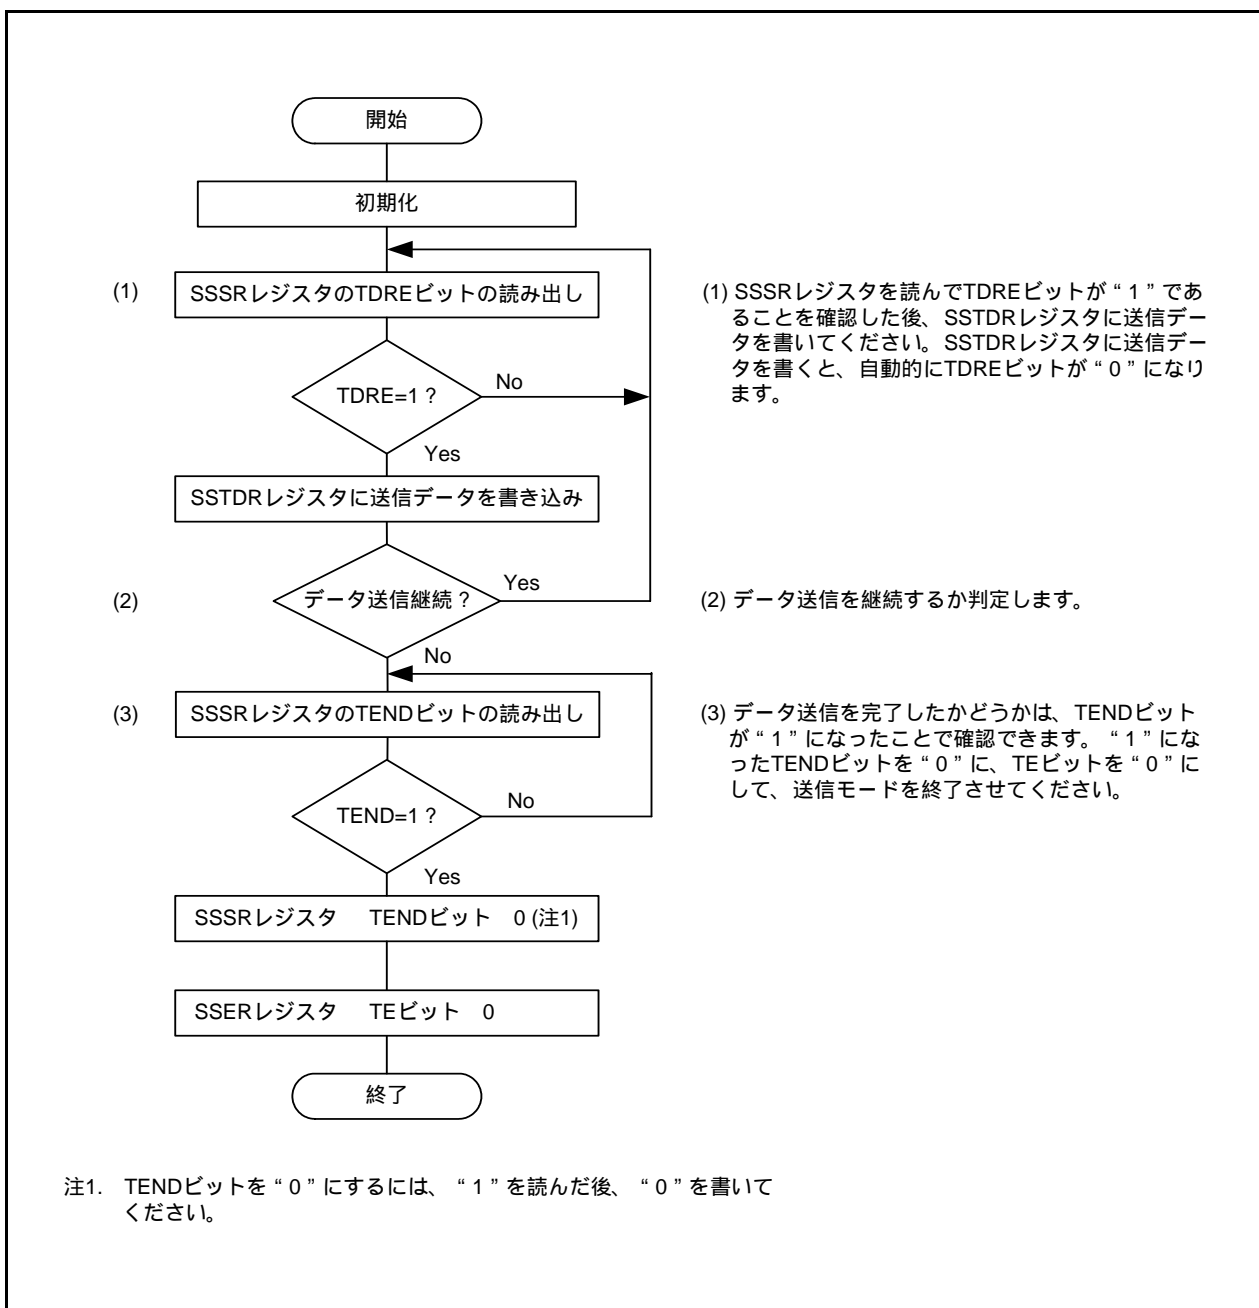 開始
初期化
(1)
SSSRレジスタのTDREビットの読み出し
(1) SSSRレジスタを読んでTDREビットが“1”であ
ることを確認した後、SSTDRレジスタに送信デー
タを書いてください。SSTDRレジスタに送信デー
タを書くと、自動的にTDREビットが“0”になり
ます。
TDRE=1 ?
No
Yes
SSTDRレジスタに送信データを書き込み
(2)
データ送信継続 ?
Yes
(2) データ送信を継続するか判定します。
No
(3)
SSSRレジスタのTENDビットの読み出し
(3) データ送信を完了したかどうかは、TENDビット
が“1”になったことで確認できます。“1”にな
ったTENDビットを“0”に、TEビットを“0”に
して、送信モードを終了させてください。
TEND=1 ?
No
Yes
SSSRレジスタ　TENDビット　0 (注1)
SSERレジスタ　TEビット　0
終了
注1.　TENDビットを“0”にするには、“1”を読んだ後、“0”を書いて
ください。